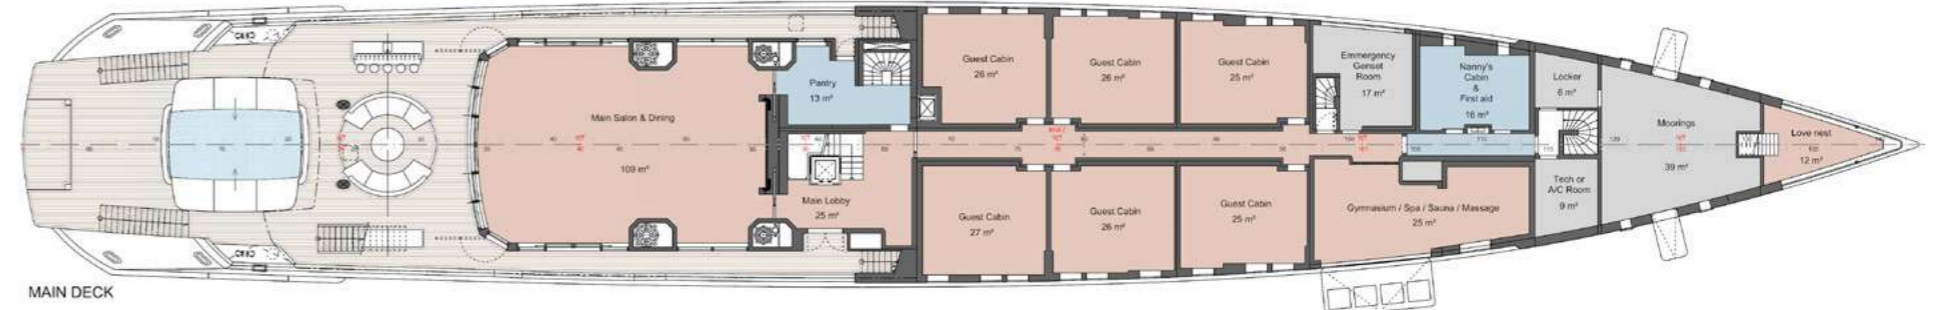 Guest Cabin
26 m²
Guest Cabin
26 m²
Guest Cabin
25 m²
Emmergency
Genset
Room
17 m²
Nanny's
Cabin
&
First aid
16 m²
Locker
6 m²
Pantry
13 m²
Main Salon & Dining
109 m²
Moorings
39 m²
Love nest
12 m²
Main Lobby
25 m²
Guest Cabin
27 m²
Guest Cabin
26 m²
Guest Cabin
25 m²
Gymnasium / Spa / Sauna / Massage
25 m²
Tech or
A/C Room
9 m²
MAIN DECK